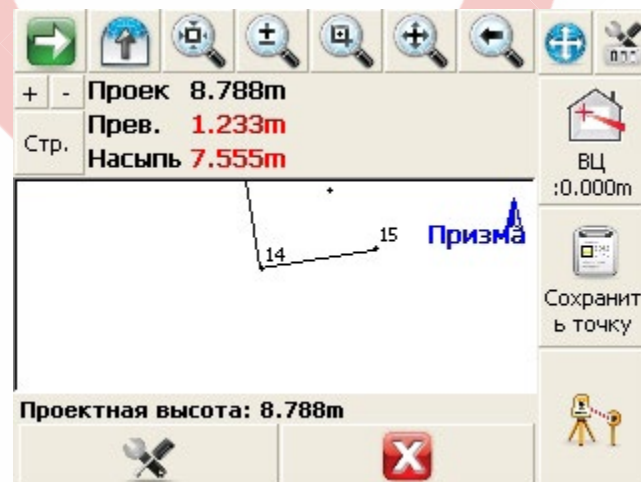 + - Проек 8.788m
Стр.
Прев. 1.233m
Насыпь 7.555m
ВЦ
:0.000m
15
Призма
14
Сохранит
ь точку
Проектная высота: 8.788m